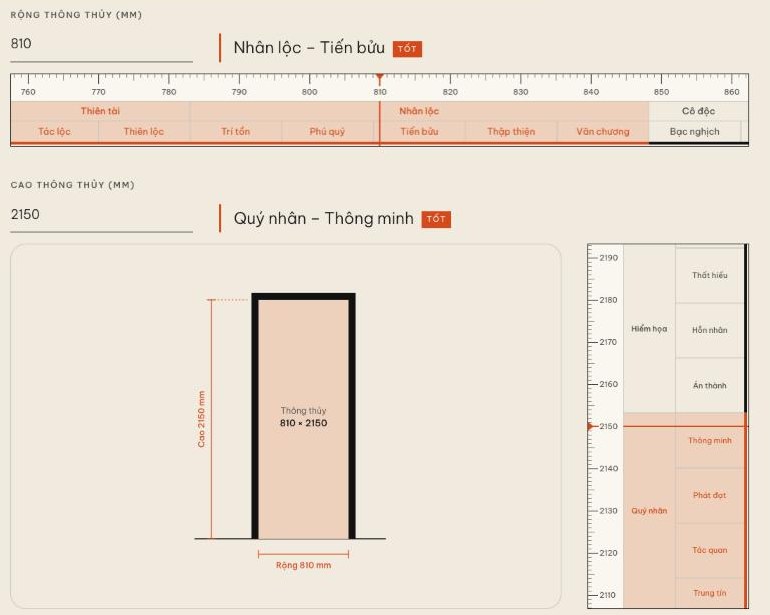 RỘNG THÔNG THỦY (MM)
810
Nhân lộc – Tiến bửu TỐT
760 770 780 790 800 810 820 830 840 850 860
Thiên tài Nhân lộc Cô độc
Tác lộc Thiên lộc Trí tồn Phú quý Tiến bửu Thập thiện Văn chương Bạc nghịch
CAO THÔNG THỦY (MM)
2150
Quý nhân – Thông minh TỐT
Cao 2150 mm
Thông thủy
810 × 2150
Rộng 810 mm
2190
Thất hiếu
2180
Hiểm họa
Hỗn nhân
2170
2160
Án thành
2150
Thông minh
2140
Phát đạt
2130
Quý nhân
Tác quan
2120
Trung tín
2110